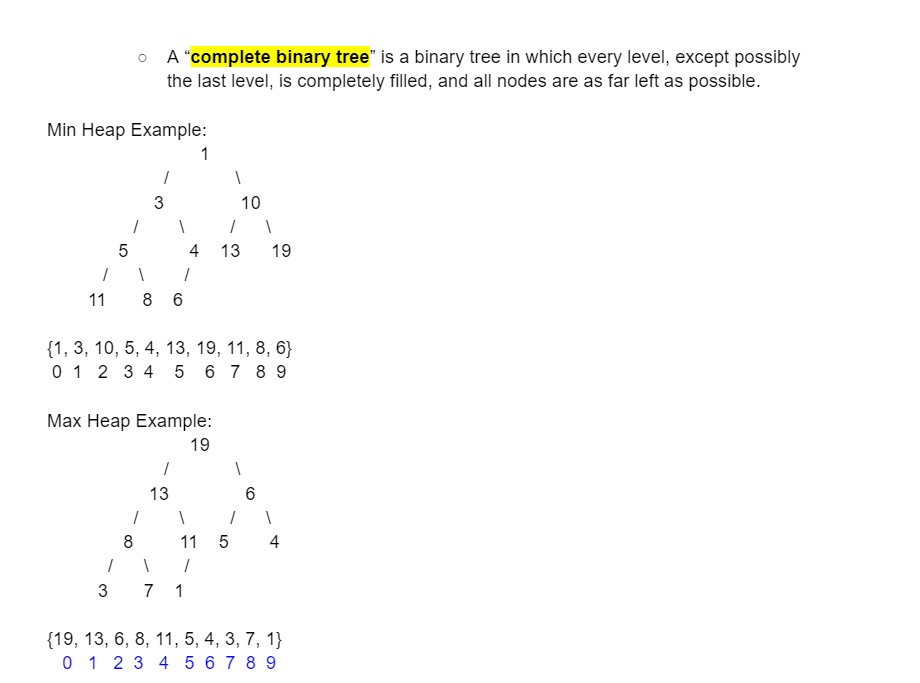 ○ A “complete binary tree” is a binary tree in which every level, except possibly
the last level, is completely filled, and all nodes are as far left as possible.
Min Heap Example:
1
/ \
3 10
/ \ / \
5 4 13 19
/ \ /
11 8 6
{1, 3, 10, 5, 4, 13, 19, 11, 8, 6}
0 1 2 3 4 5 6 7 8 9
Max Heap Example:
19
/ \
13 6
/ \ / \
8 11 5 4
/ \ /
3 7 1
{19, 13, 6, 8, 11, 5, 4, 3, 7, 1}
0 1 2 3 4 5 6 7 8 9